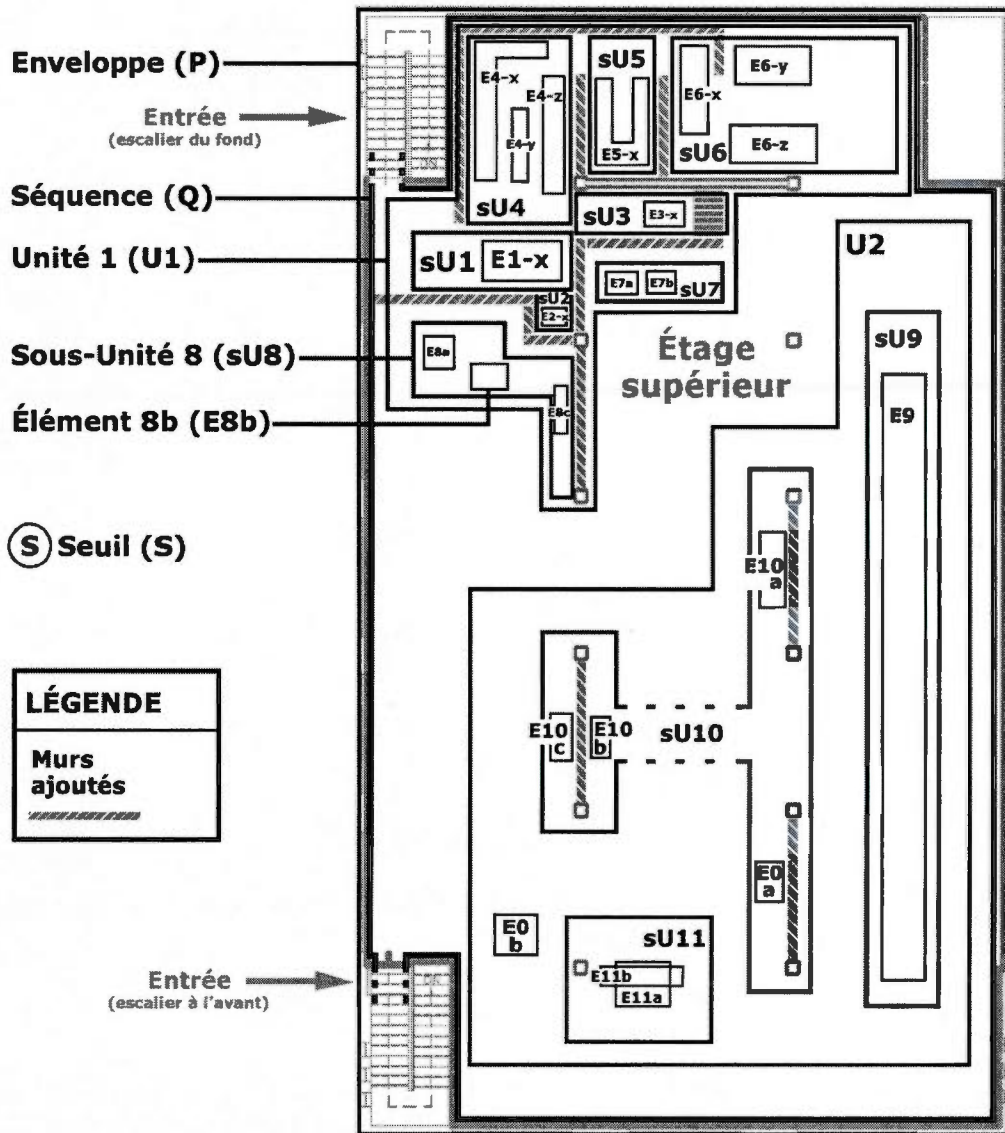 Enveloppe (P)
Entrée
(escalier du fond)
Séquence (Q)
Unité 1 (U1)
Sous-Unité 8 (sU8)
Élément 8b (E8b)
S Seuil (S)
LÉGENDE
Murs
ajoutés
Entrée
(escalier à l'avant)
E4-x
E4-z
E4-y
sU4
sU5
E5-x
E6-x
E6-y
E6-z
sU6
sU3
E3-x
sU1
E1-x
sU2
E2-x
E7a
E7b
sU7
E8a
E8c
Étage
supérieur
U2
sU9
E9
E10
a
E10
c
E10
b
sU10
E0
a
E0
b
sU11
E11b
E11a